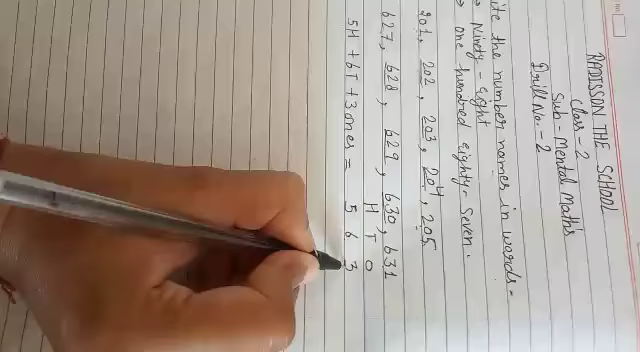 RADISSON THE SCHOOL
Class - 2
Sub - Mental Maths
Drill No. - 2
ite the number names in words -
→ Ninety - eight
→ one hundred eighty - seven.
201, 202, 203, 204, 205
627, 628, 629, 630, 631
H T O
5H + 6T + 3 ones = 5 6 3